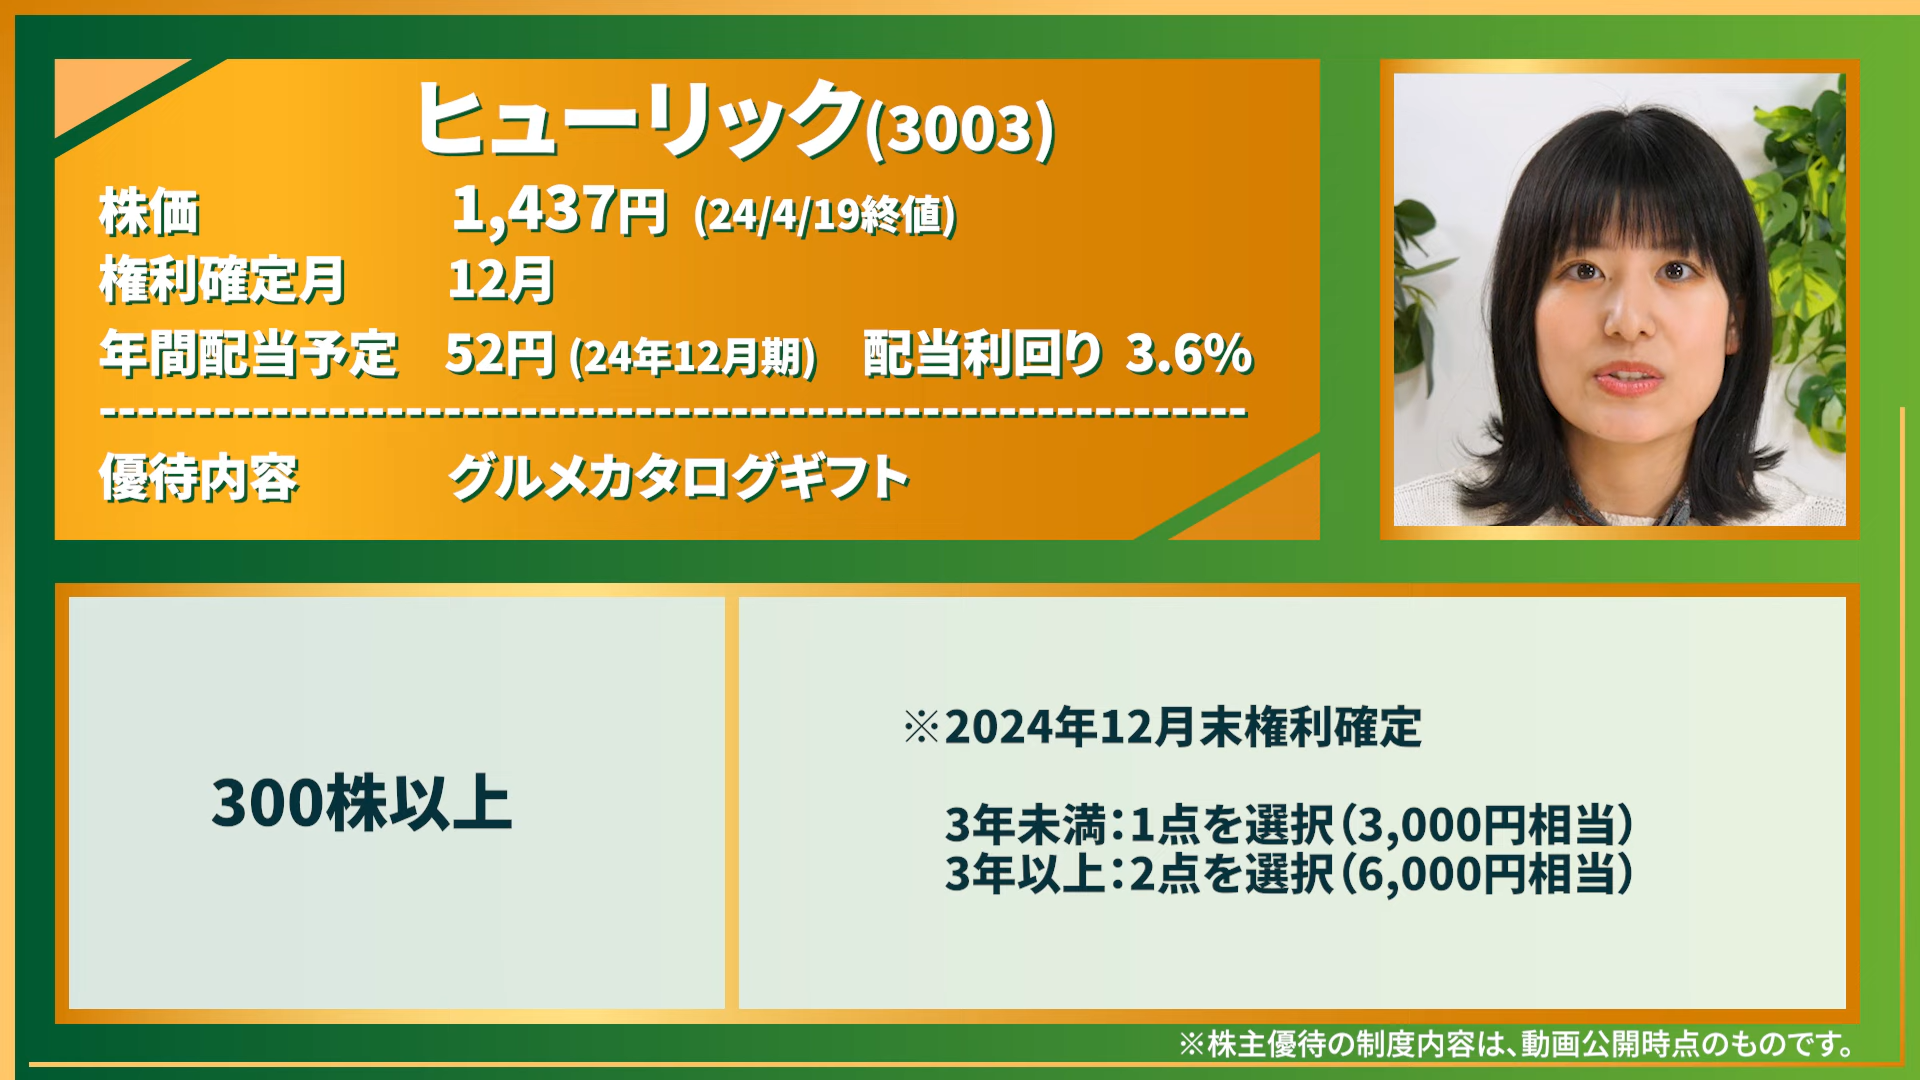 ヒューリック(3003)
株価 1,437円 (24/4/19終値)
権利確定月 12月
年間配当予定 52円 (24年12月期) 配当利回り 3.6%
優待内容 グルメカタログギフト
300株以上
※2024年12月末権利確定
3年未満：1点を選択（3,000円相当）
3年以上：2点を選択（6,000円相当）
※株主優待の制度内容は、動画公開時点のものです。